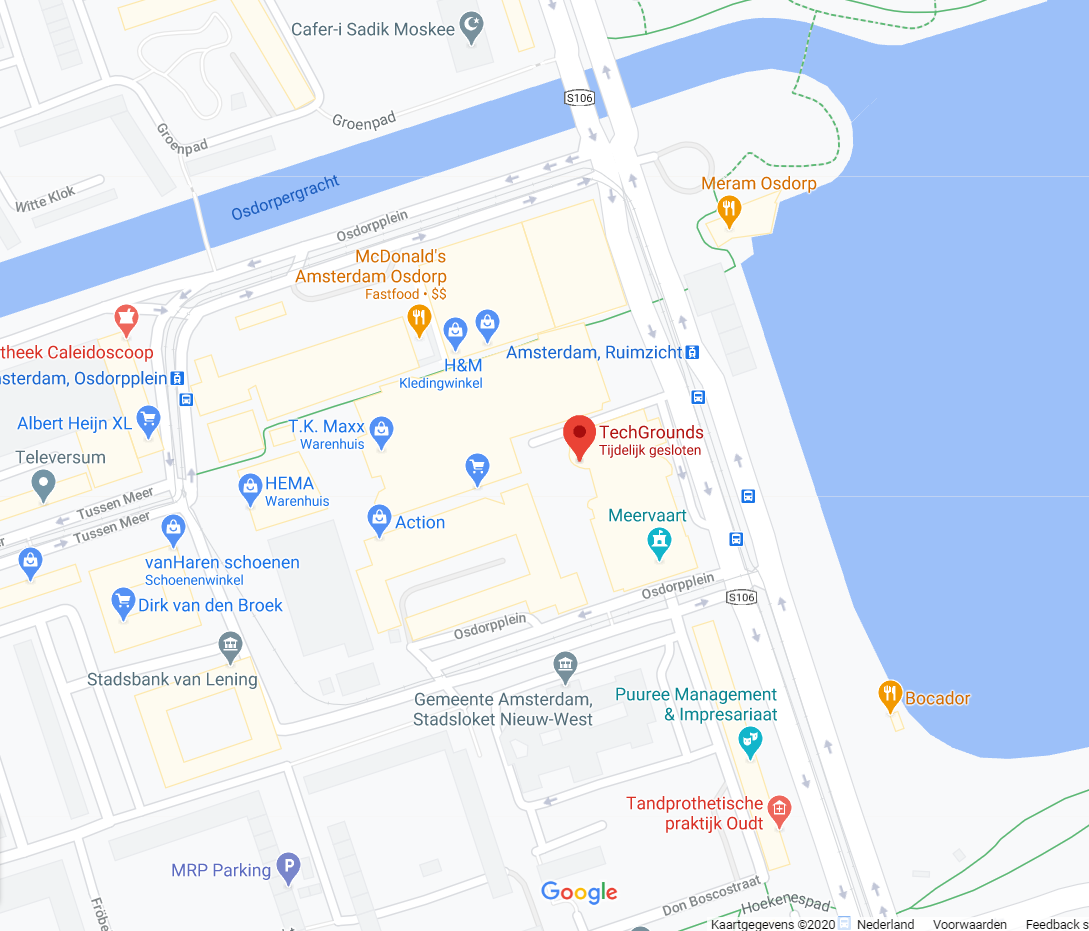 Cafer-i Sadik Moskee
S106
Groenpad
Groenpad
Witte Klok
Osdorpergracht
Meram Osdorp
Osdorpplein
McDonald's
Amsterdam Osdorp
Fastfood • $$
theek Caleidoscoop
H&M
Kledingwinkel
Amsterdam, Ruimzicht
sterdam, Osdorpplein
Albert Heijn XL
T.K. Maxx
Warenhuis
TechGrounds
Tijdelijk gesloten
Televersum
HEMA
Warenhuis
Tussen Meer
Tussen Meer
er
Action
Meervaart
vanHaren schoenen
Schoenenwinkel
Dirk van den Broek
Osdorpplein
S106
Osdorpplein
Stadsbank van Lening
Gemeente Amsterdam,
Stadsloket Nieuw-West
Puuree Management
& Impresariaat
Bocador
Tandprothetische
praktijk Oudt
MRP Parking
P
Google
Fröbe
Don Boscostraat
Hoekenespad
Kaartgegevens ©2020
Nederland
Voorwaarden
Feedback s